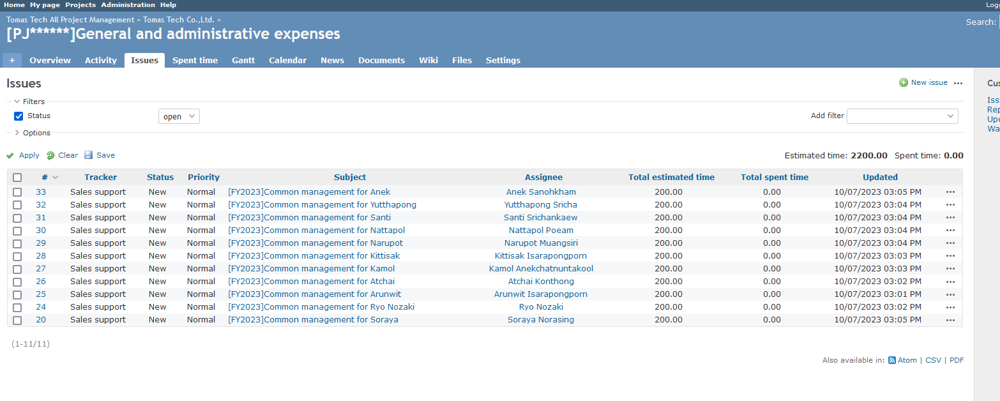 Home My page Projects Administration Help
Tomas Tech All Project Management » Tomas Tech Co.,Ltd. »
Search:
[PJ******]General and administrative expenses
+ Overview Activity Issues Spent time Gantt Calendar News Documents Wiki Files Settings
Issues
New issue ...
Filters
Status open Add filter
Options
Apply Clear Save Estimated time: 2200.00 Spent time: 0.00
# Tracker Status Priority Subject Assignee Total estimated time Total spent time Updated
33 Sales support New Normal [FY2023]Common management for Anek Anek Sanohkham 200.00 0.00 10/07/2023 03:05 PM ...
32 Sales support New Normal [FY2023]Common management for Yutthapong Yutthapong Sricha 200.00 0.00 10/07/2023 03:04 PM ...
31 Sales support New Normal [FY2023]Common management for Santi Santi Srichankaew 200.00 0.00 10/07/2023 03:04 PM ...
30 Sales support New Normal [FY2023]Common management for Nattapol Nattapol Poeam 200.00 0.00 10/07/2023 03:04 PM ...
29 Sales support New Normal [FY2023]Common management for Narupot Narupot Muangsiri 200.00 0.00 10/07/2023 03:04 PM ...
28 Sales support New Normal [FY2023]Common management for Kittisak Kittisak Isarapongporn 200.00 0.00 10/07/2023 03:03 PM ...
27 Sales support New Normal [FY2023]Common management for Kamol Kamol Anekchatnuntakool 200.00 0.00 10/07/2023 03:03 PM ...
26 Sales support New Normal [FY2023]Common management for Atchai Atchai Konthong 200.00 0.00 10/07/2023 03:02 PM ...
25 Sales support New Normal [FY2023]Common management for Arunwit Arunwit Isarapongporn 200.00 0.00 10/07/2023 03:01 PM ...
24 Sales support New Normal [FY2023]Common management for Ryo Nozaki Ryo Nozaki 200.00 0.00 10/07/2023 03:02 PM ...
20 Sales support New Normal [FY2023]Common management for Soraya Soraya Norasing 200.00 0.00 10/07/2023 03:05 PM ...
(1-11/11)
Also available in: Atom | CSV | PDF